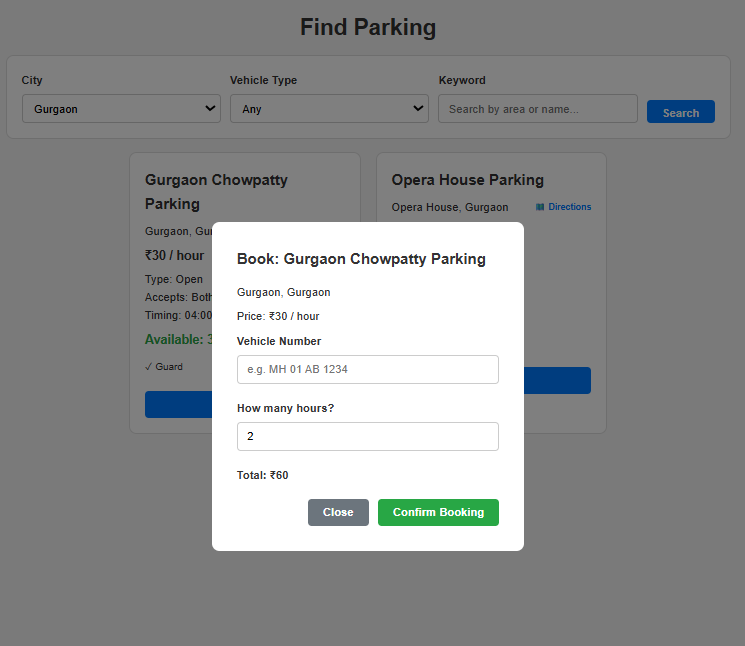 Find Parking
City
Vehicle Type
Keyword
Gurgaon
Any
Search by area or name...
Search
Gurgaon Chowpatty
Parking
Gurgaon,
₹30 / hour
Type: Open
Accepts: Both
Timing: 04:00
Available:
✓ Guard
Opera House Parking
Opera House, Gurgaon
Directions
Book: Gurgaon Chowpatty Parking
Gurgaon, Gurgaon
Price: ₹30 / hour
Vehicle Number
e.g. MH 01 AB 1234
How many hours?
2
Total: ₹60
Close
Confirm Booking